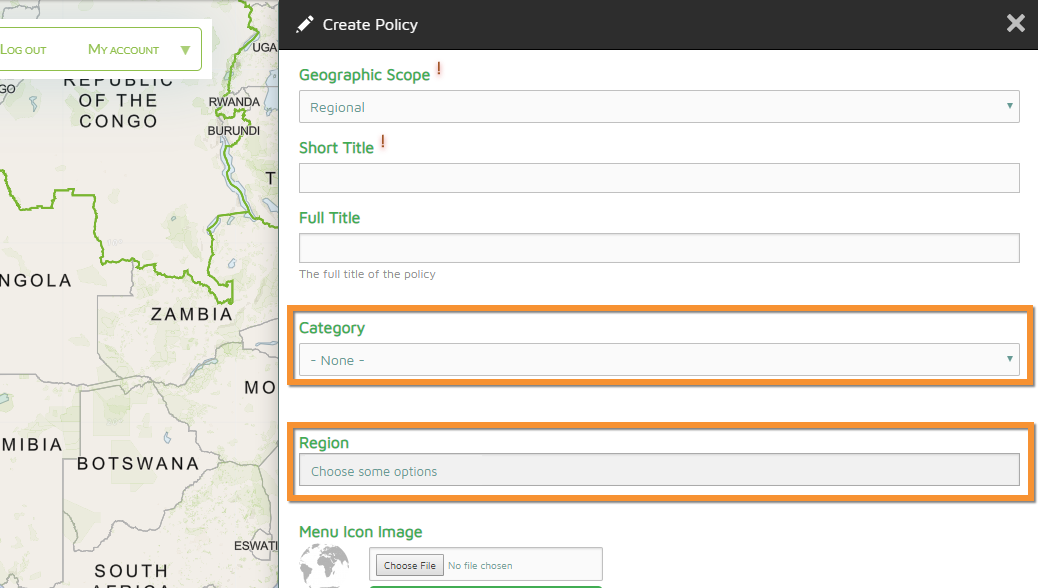 Log out
My account
UGA
REPUBLIC
OF THE
CONGO
GO
RWANDA
BURUNDI
T
NGOLA
ZAMBIA
MO
MIBIA
BOTSWANA
ESWATI
SOUTH
AFRICA
Create Policy
Geographic Scope !
Regional
Short Title !
Full Title
The full title of the policy
Category
- None -
Region
Choose some options
Menu Icon Image
Choose File No file chosen